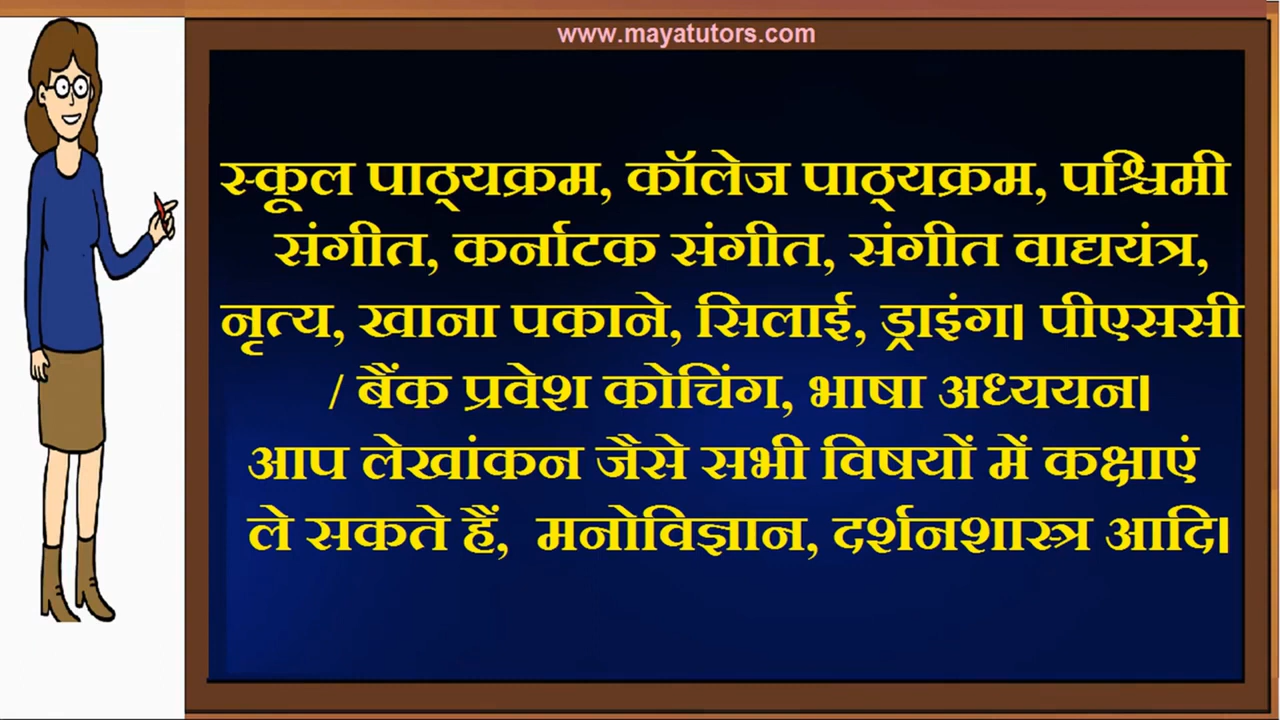 www.mayatutors.com
स्कूल पाठ्यक्रम, कॉलेज पाठ्यक्रम, पश्चिमी
संगीत, कर्नाटक संगीत, संगीत वाद्ययंत्र,
नृत्य, खाना पकाने, सिलाई, ड्राइंग। पीएससी
/ बैंक प्रवेश कोचिंग, भाषा अध्ययन।
आप लेखांकन जैसे सभी विषयों में कक्षाएं
ले सकते हैं, मनोविज्ञान, दर्शनशास्त्र आदि।